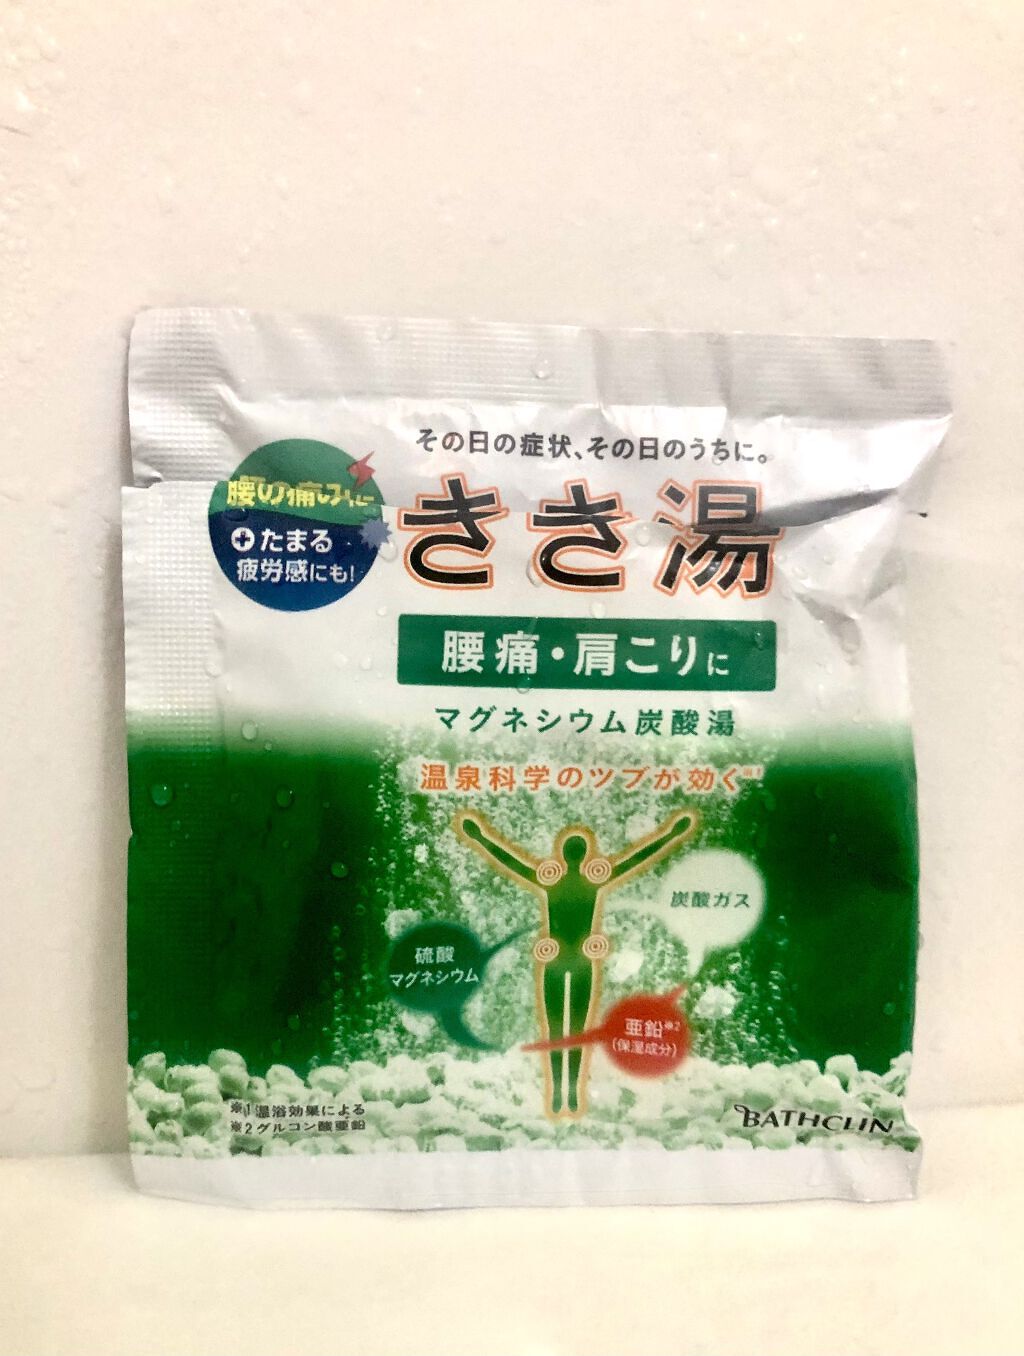 その日の症状、その日のうちに。
腰の痛みに
+たまる
疲労感にも!
きき湯
腰痛・肩こりに
マグネシウム炭酸湯
温泉科学のツブが効く※1
炭酸ガス
硫酸
マグネシウム
亜鉛※2
(保湿成分)
※1温浴効果による
※2グルコン酸亜鉛
BATHCLIN